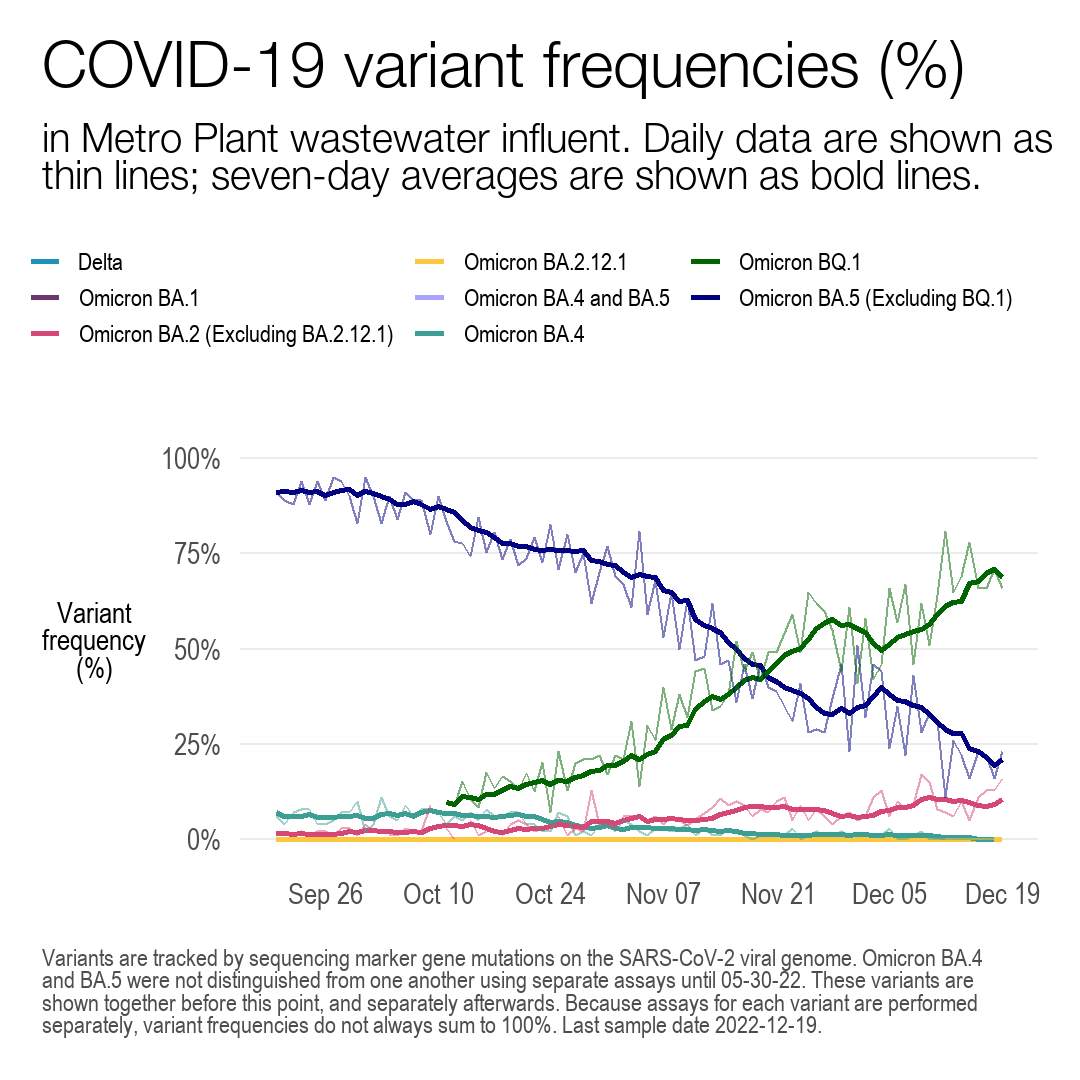 COVID-19 variant frequencies (%)
in Metro Plant wastewater influent. Daily data are shown as
thin lines; seven-day averages are shown as bold lines.
Delta
Omicron BA.1
Omicron BA.2 (Excluding BA.2.12.1)
Omicron BA.2.12.1
Omicron BA.4 and BA.5
Omicron BA.4
Omicron BQ.1
Omicron BA.5 (Excluding BQ.1)
Variant
frequency
(%)
100%
75%
50%
25%
0%
Sep 26
Oct 10
Oct 24
Nov 07
Nov 21
Dec 05
Dec 19
Variants are tracked by sequencing marker gene mutations on the SARS-CoV-2 viral genome. Omicron BA.4
and BA.5 were not distinguished from one another using separate assays until 05-30-22. These variants are
shown together before this point, and separately afterwards. Because assays for each variant are performed
separately, variant frequencies do not always sum to 100%. Last sample date 2022-12-19.